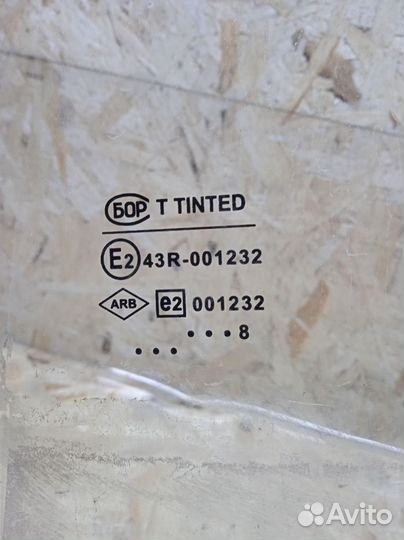 БОР Т TINTED
E2 43R-001232
ARB e2 001232
• • • 8
• • •
Avito